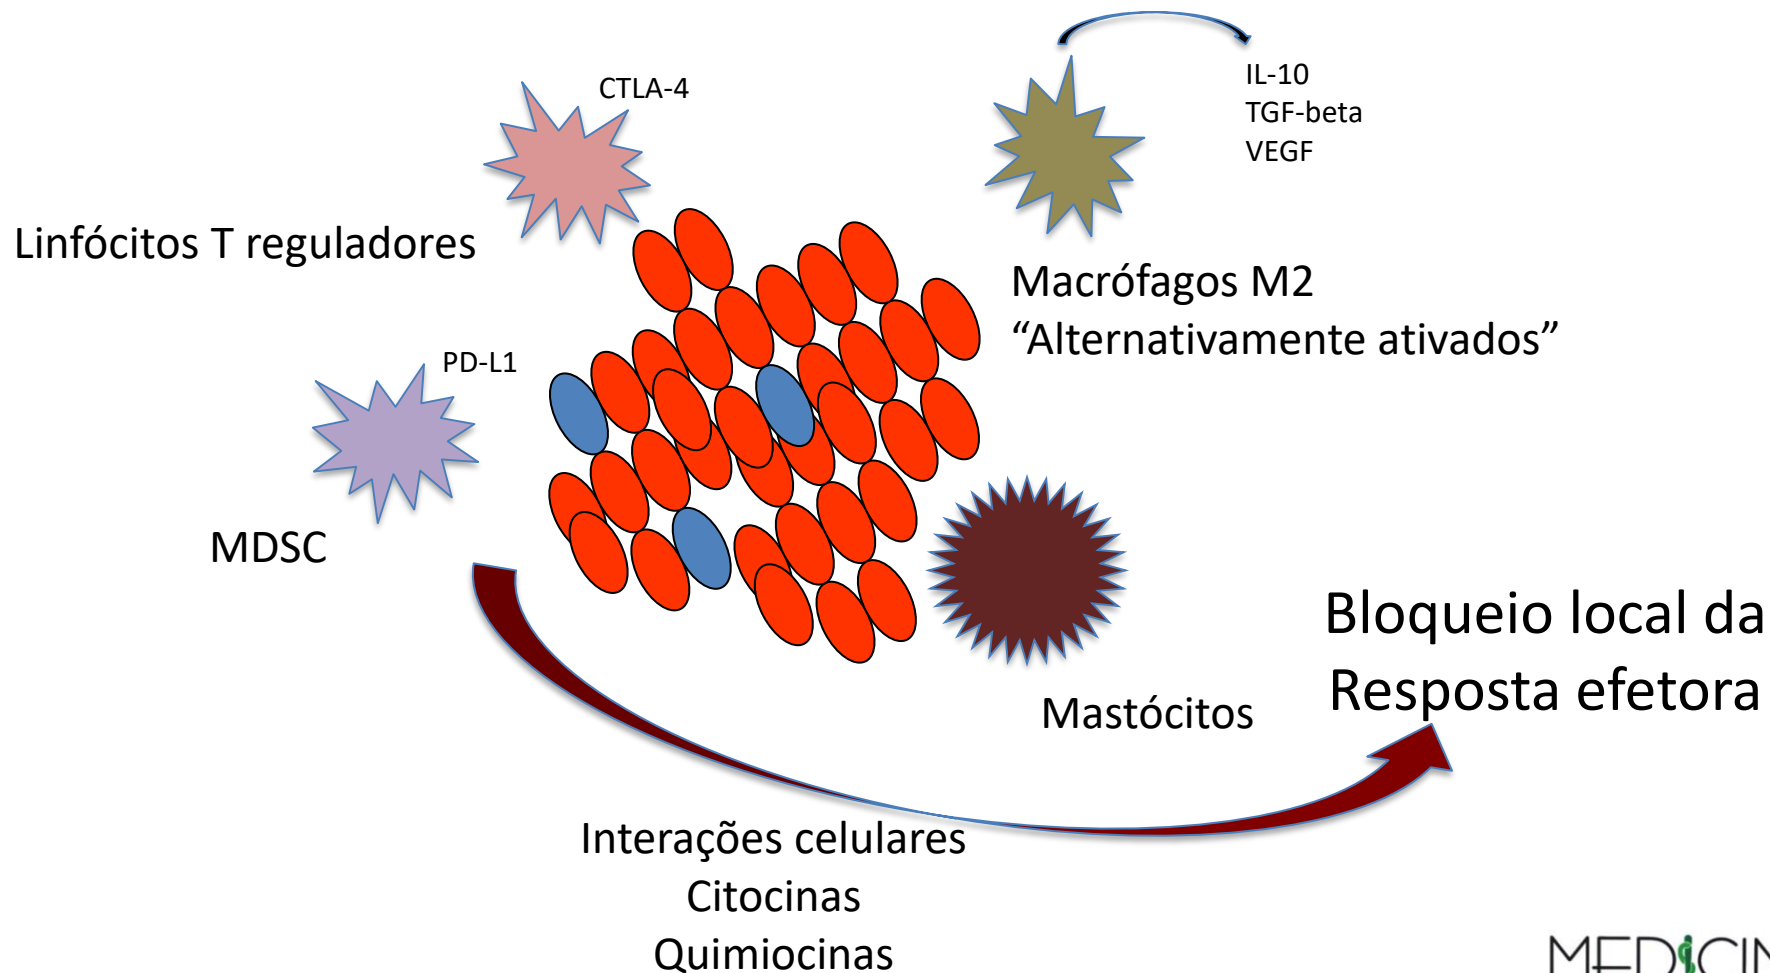 CTLA-4
IL-10
TGF-beta
VEGF
Linfócitos T reguladores
Macrófagos M2
“Alternativamente ativados”
PD-L1
MDSC
Bloqueio local da
Resposta efetora
Mastócitos
Interações celulares
Citocinas
Quimiocinas